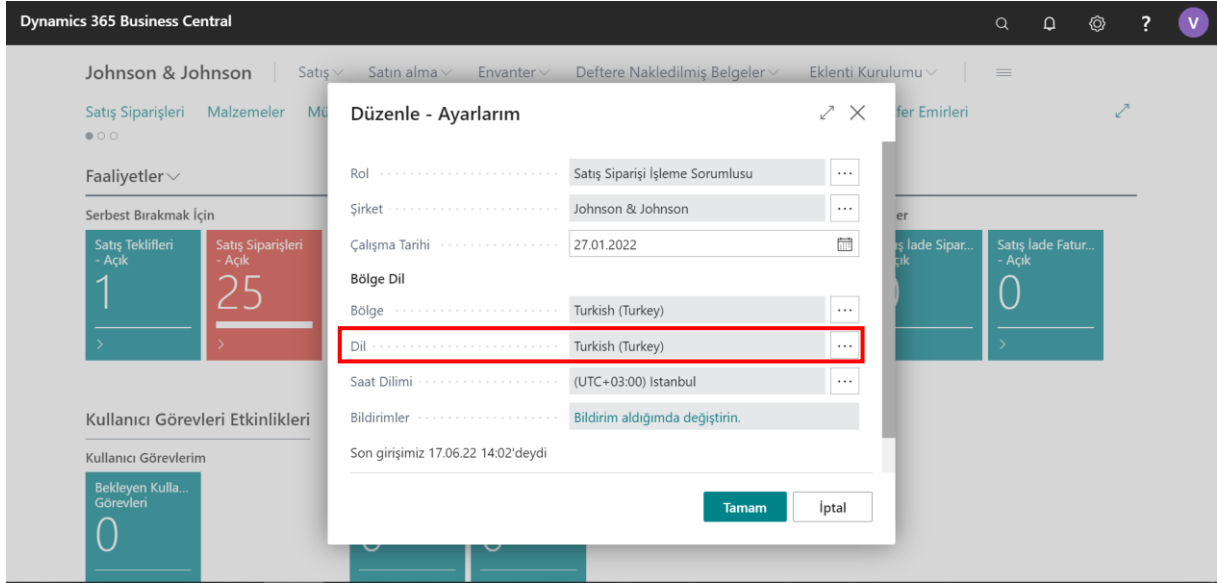 Dynamics 365 Business Central
?
V
Johnson & Johnson Satış Satın alma Envanter Deftere Nakledilmiş Belgeler Eklenti Kurulumu
Satış Siparişleri Malzemeler Mü
fer Emirleri
Faaliyetler
Serbest Bırakmak İçin
er
Satış Teklifleri
- Açık
1
Satış Siparişleri
- Açık
25
ş İade Sipar...
çık
Satış İade Fatur...
- Açık
0
Kullanıcı Görevleri Etkinlikleri
Kullanıcı Görevlerim
Bekleyen Kulla...
Görevleri
0
Düzenle - Ayarlarım
Rol Satış Siparişi İşleme Sorumlusu ...
Şirket Johnson & Johnson ...
Çalışma Tarihi 27.01.2022
Bölge Dil
Bölge Turkish (Turkey) ...
Dil Turkish (Turkey) ...
Saat Dilimi (UTC+03:00) Istanbul ...
Bildirimler Bildirim aldığımda değiştirin.
Son girişimiz 17.06.22 14:02'deydi
Tamam İptal